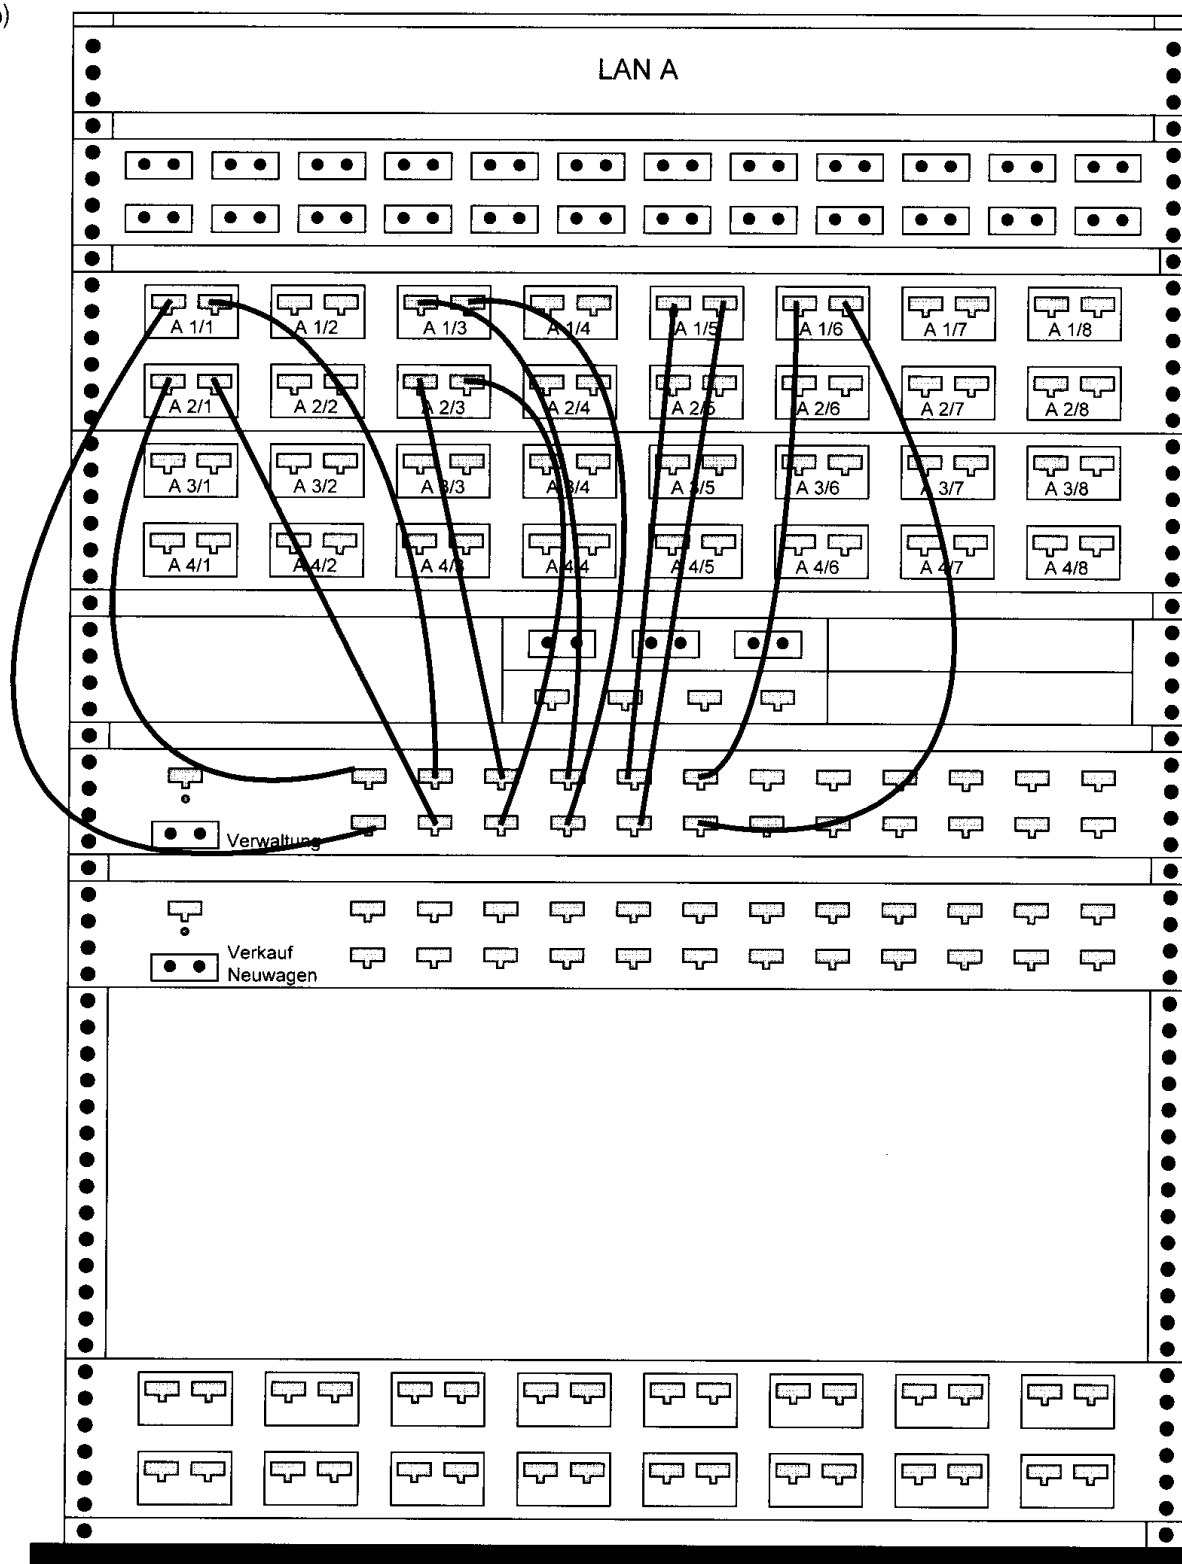 )
LAN A
A 1/1 A 1/2 A 1/3 A 1/4 A 1/5 A 1/6 A 1/7 A 1/8
A 2/1 A 2/2 A 2/3 A 2/4 A 2/5 A 2/6 A 2/7 A 2/8
A 3/1 A 3/2 A 3/3 A 3/4 A 3/5 A 3/6 A 3/7 A 3/8
A 4/1 A 4/2 A 4/3 A 4/4 A 4/5 A 4/6 A 4/7 A 4/8
Verwaltung
Verkauf
Neuwagen